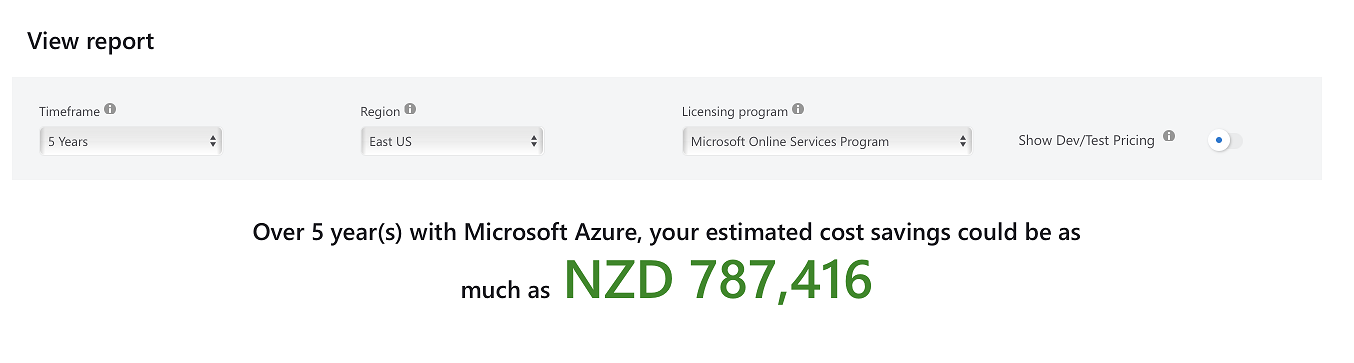 View report
Timeframe
Region
Licensing program
5 Years
East US
Microsoft Online Services Program
Show Dev/Test Pricing
Over 5 year(s) with Microsoft Azure, your estimated cost savings could be as
much as NZD 787,416